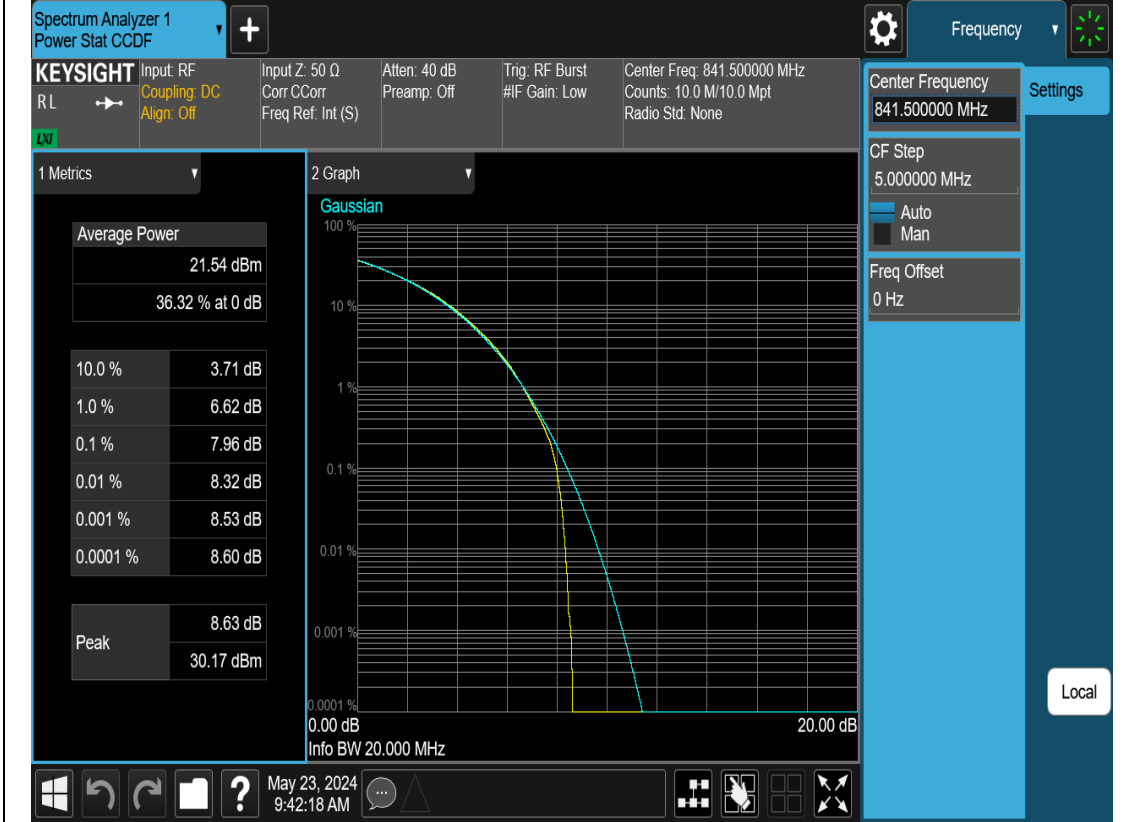 Spectrum Analyzer 1
Power Stat CCDF
Frequency
KEYSIGHT
R L
LXI
Input: RF
Coupling: DC
Align: Off
Input Z: 50 Ω
Corr CCorr
Freq Ref: Int (S)
Atten: 40 dB
Preamp: Off
Trig: RF Burst
#IF Gain: Low
Center Freq: 841.500000 MHz
Counts: 10.0 M/10.0 Mpt
Radio Std: None
Center Frequency
841.500000 MHz
Settings
CF Step
5.000000 MHz
Auto
Man
Freq Offset
0 Hz
Local
1 Metrics
Average Power
21.54 dBm
36.32 % at 0 dB
10.0 % 3.71 dB
1.0 % 6.62 dB
0.1 % 7.96 dB
0.01 % 8.32 dB
0.001 % 8.53 dB
0.0001 % 8.60 dB
Peak
8.63 dB
30.17 dBm
2 Graph
Gaussian
100 %
10 %
1 %
0.1 %
0.01 %
0.001 %
0.0001 %
0.00 dB 20.00 dB
Info BW 20.000 MHz
?
May 23, 2024
9:42:18 AM